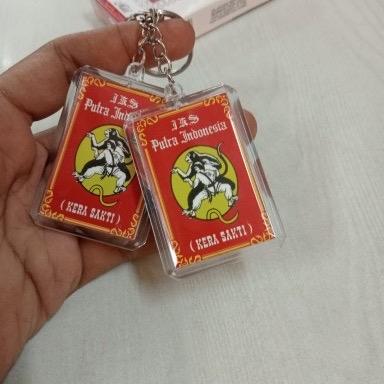 IKS
Putra Indonesia
( KERA SAKTI )
IKS
Putra Indonesia
( KERA SAKTI )